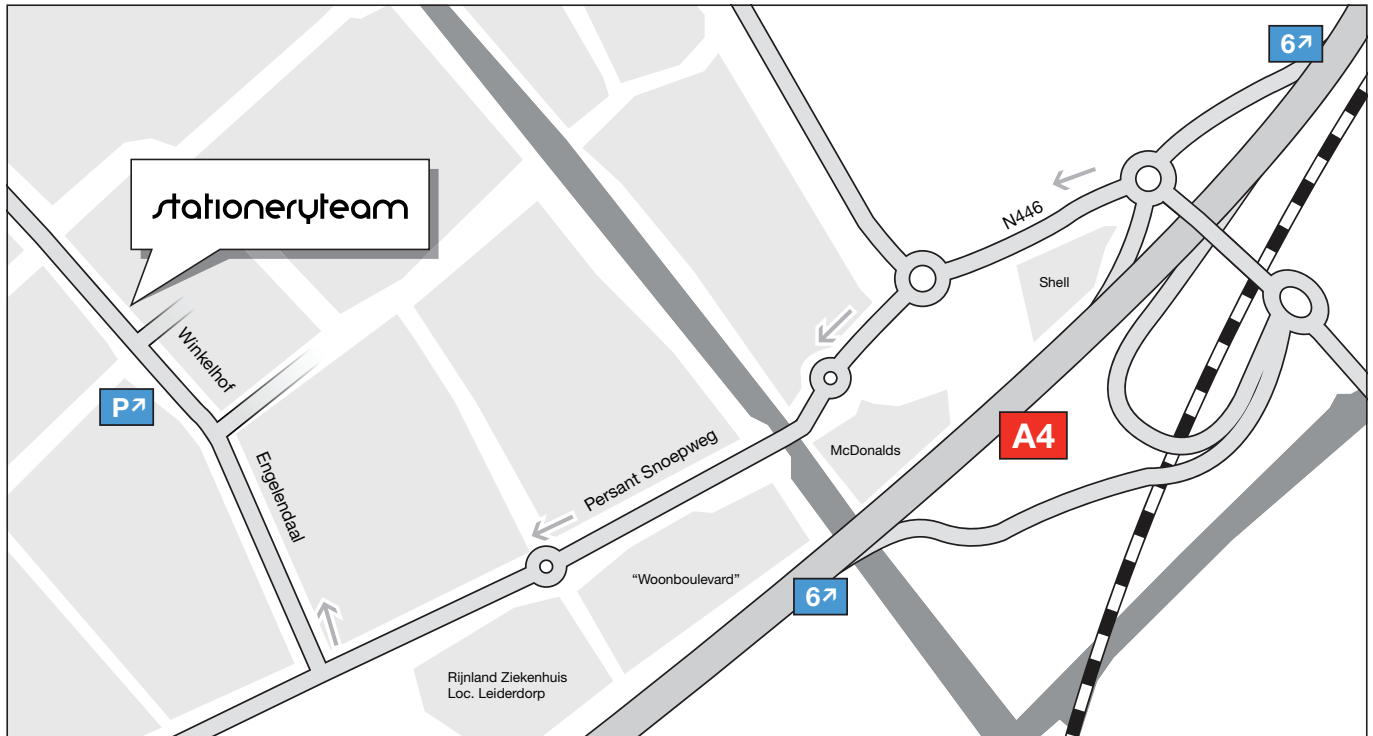 6↗
stationeryteam
N446
Shell
Winkelhof
P↗
A4
McDonalds
Persant Snoepweg
Engelendaal
"Woonboulevard"
6↗
Rijnland Ziekenhuis
Loc. Leiderdorp